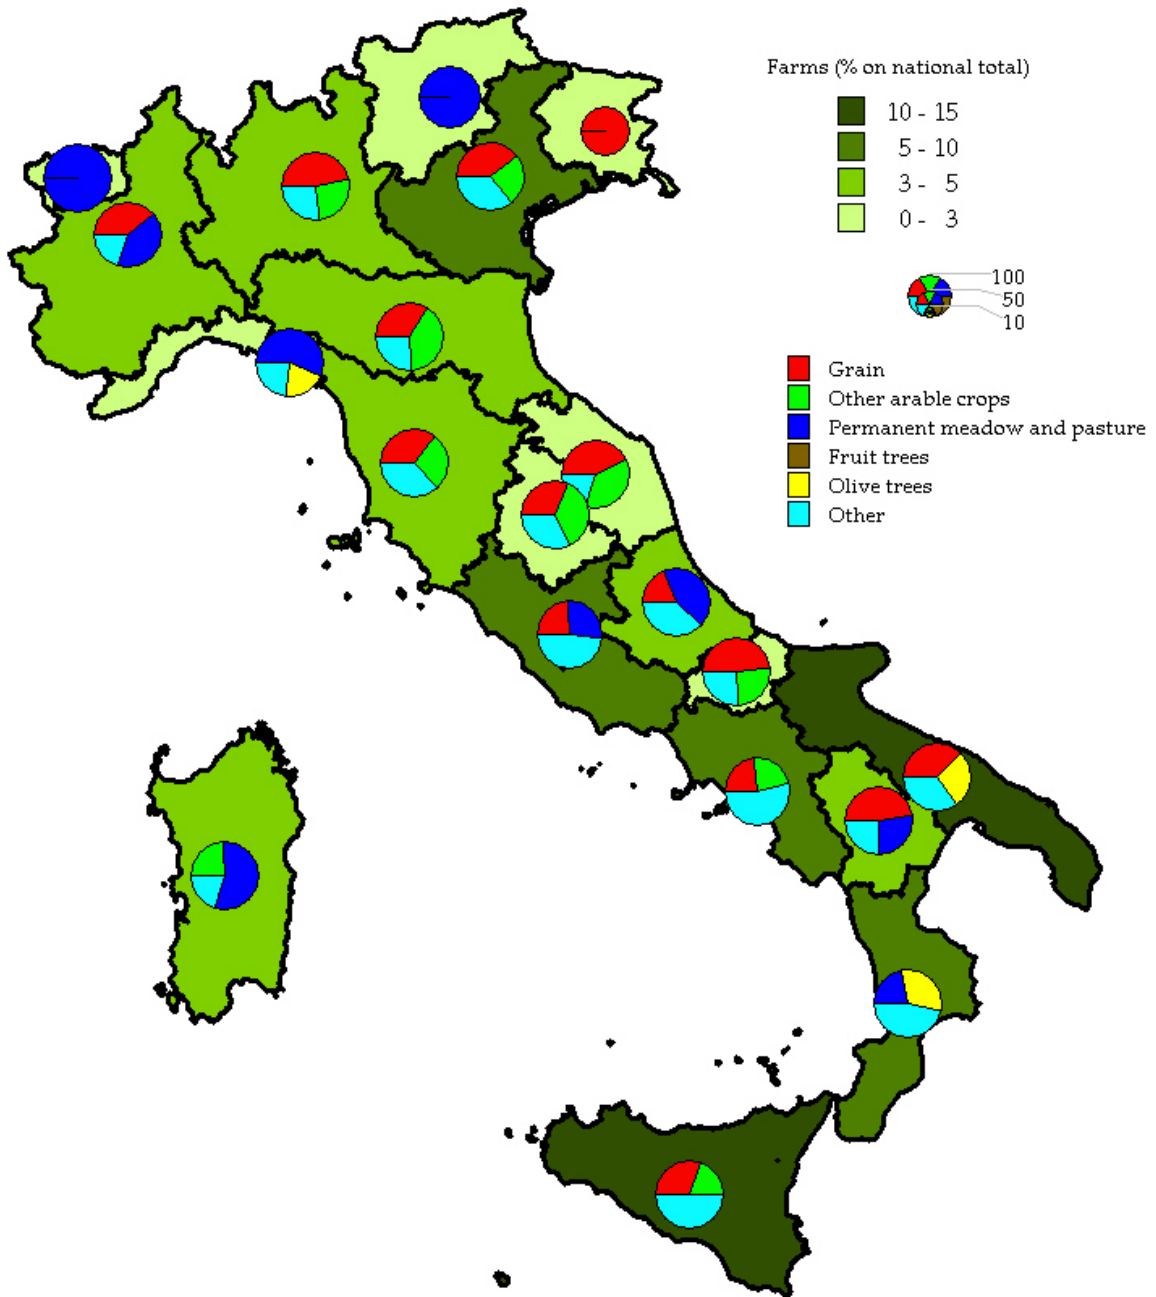 Farms (% on national total)
10 - 15
5 - 10
3 - 5
0 - 3
100
50
10
Grain
Other arable crops
Permanent meadow and pasture
Fruit trees
Olive trees
Other